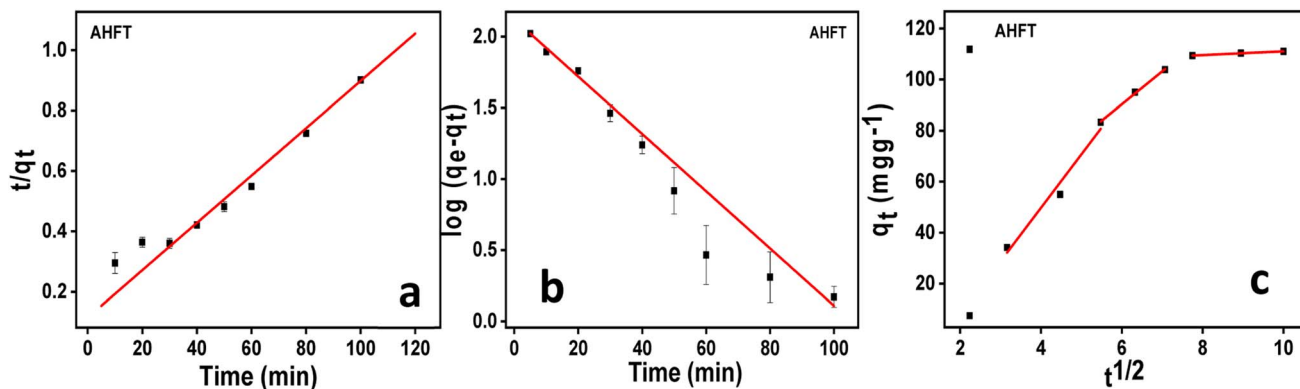 AHFT
t/qt
1.0
0.8
0.6
0.4
0.2
0 20 40 60 80 100 120
Time (min)
a
AHFT
log (qe-qt)
2.0
1.5
1.0
0.5
0.0
0 20 40 60 80 100
Time (min)
b
AHFT
qt (mgg-1)
120
100
80
60
40
20
0
2 4 6 8 10
t1/2
c